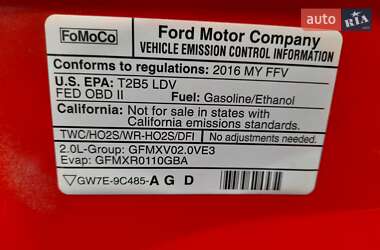 auto RIA
FoMoCo
Ford Motor Company
VEHICLE EMISSION CONTROL INFORMATION
Conforms to regulations: 2016 MY FFV
U.S. EPA: T2B5 LDV
FED OBD II Fuel: Gasoline/Ethanol
California: Not for sale in states with
California emissions standards.
TWC/HO2S/WR-HO2S/DFI No adjustments needed.
2.0L-Group: GFMXV02.0VE3
Evap: GFMXR0110GBA
GW7E-9C485-A G D